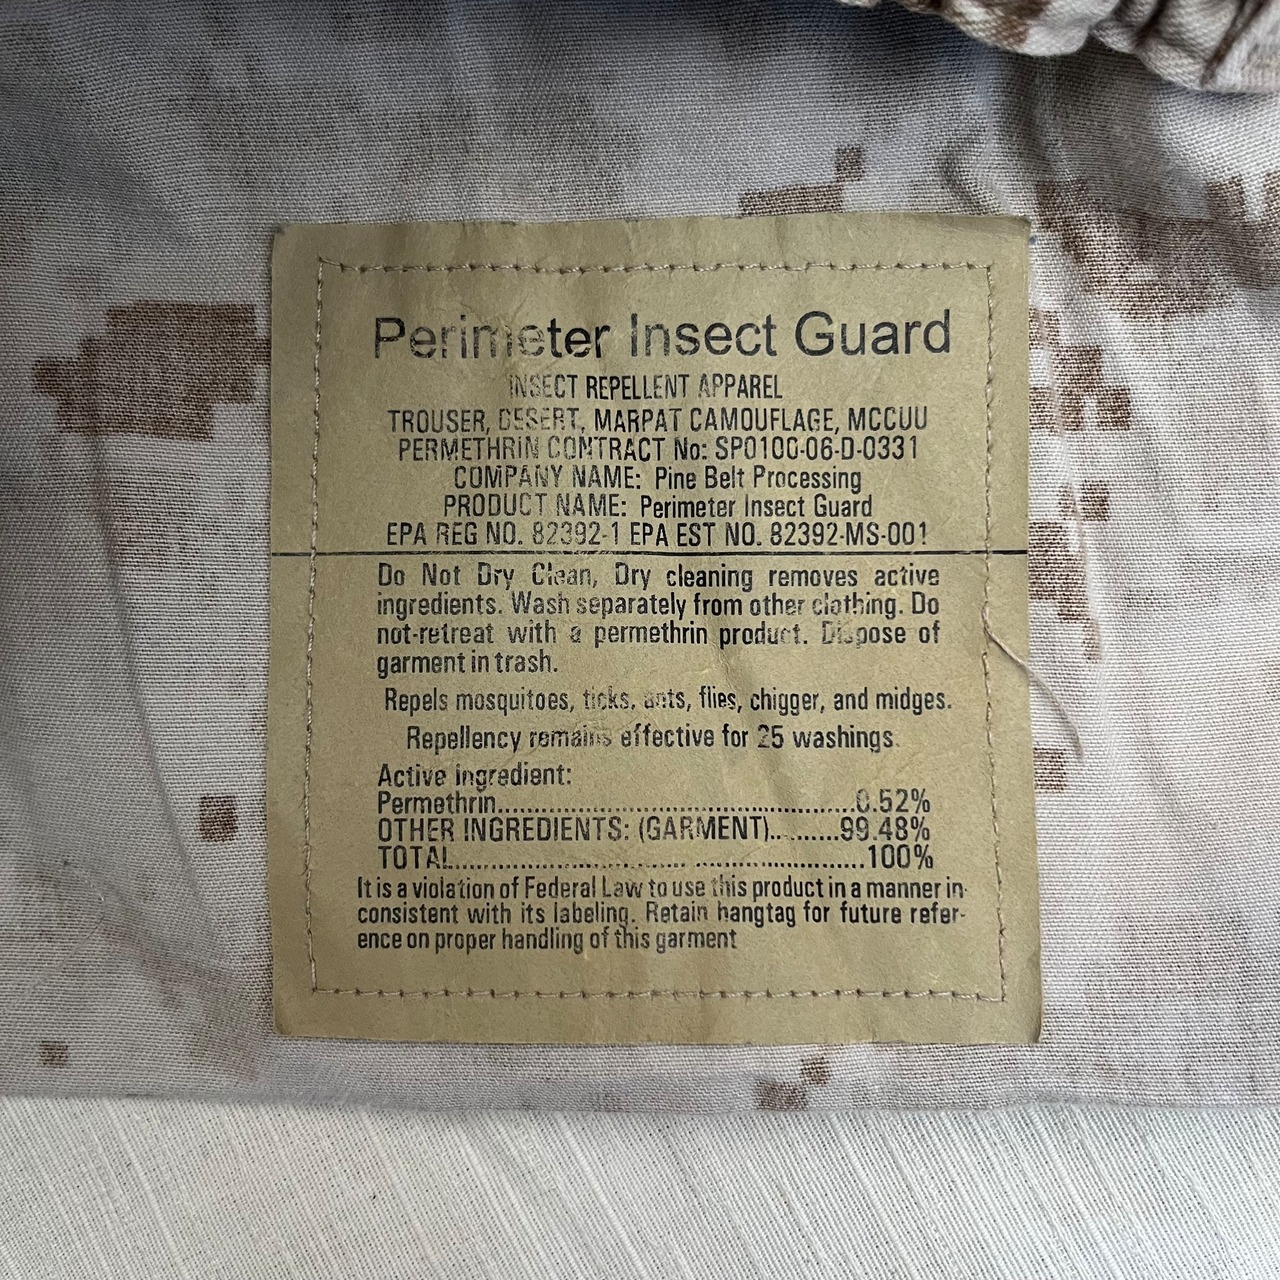 Perimeter Insect Guard
INSECT REPELLENT APPAREL
TROUSER, DESERT, MARPAT CAMOUFLAGE, MCCUU
PERMETHRIN CONTRACT No: SP0100-06-D-0331
COMPANY NAME: Pine Belt Processing
PRODUCT NAME: Perimeter Insect Guard
EPA REG NO. 82392-1 EPA EST NO. 82392-MS-001
Do Not Dry Clean, Dry cleaning removes active
ingredients. Wash separately from other clothing. Do
not-retreat with a permethrin product. Dispose of
garment in trash.
Repels mosquitoes, ticks, ants, flies, chigger, and midges.
Repellency remains effective for 25 washings.
Active ingredient:
Permethrin......................................................0.52%
OTHER INGREDIENTS: (GARMENT)...........99.48%
TOTAL..............................................................100%
It is a violation of Federal Law to use this product in a manner in-
consistent with its labeling. Retain hangtag for future refer-
ence on proper handling of this garment